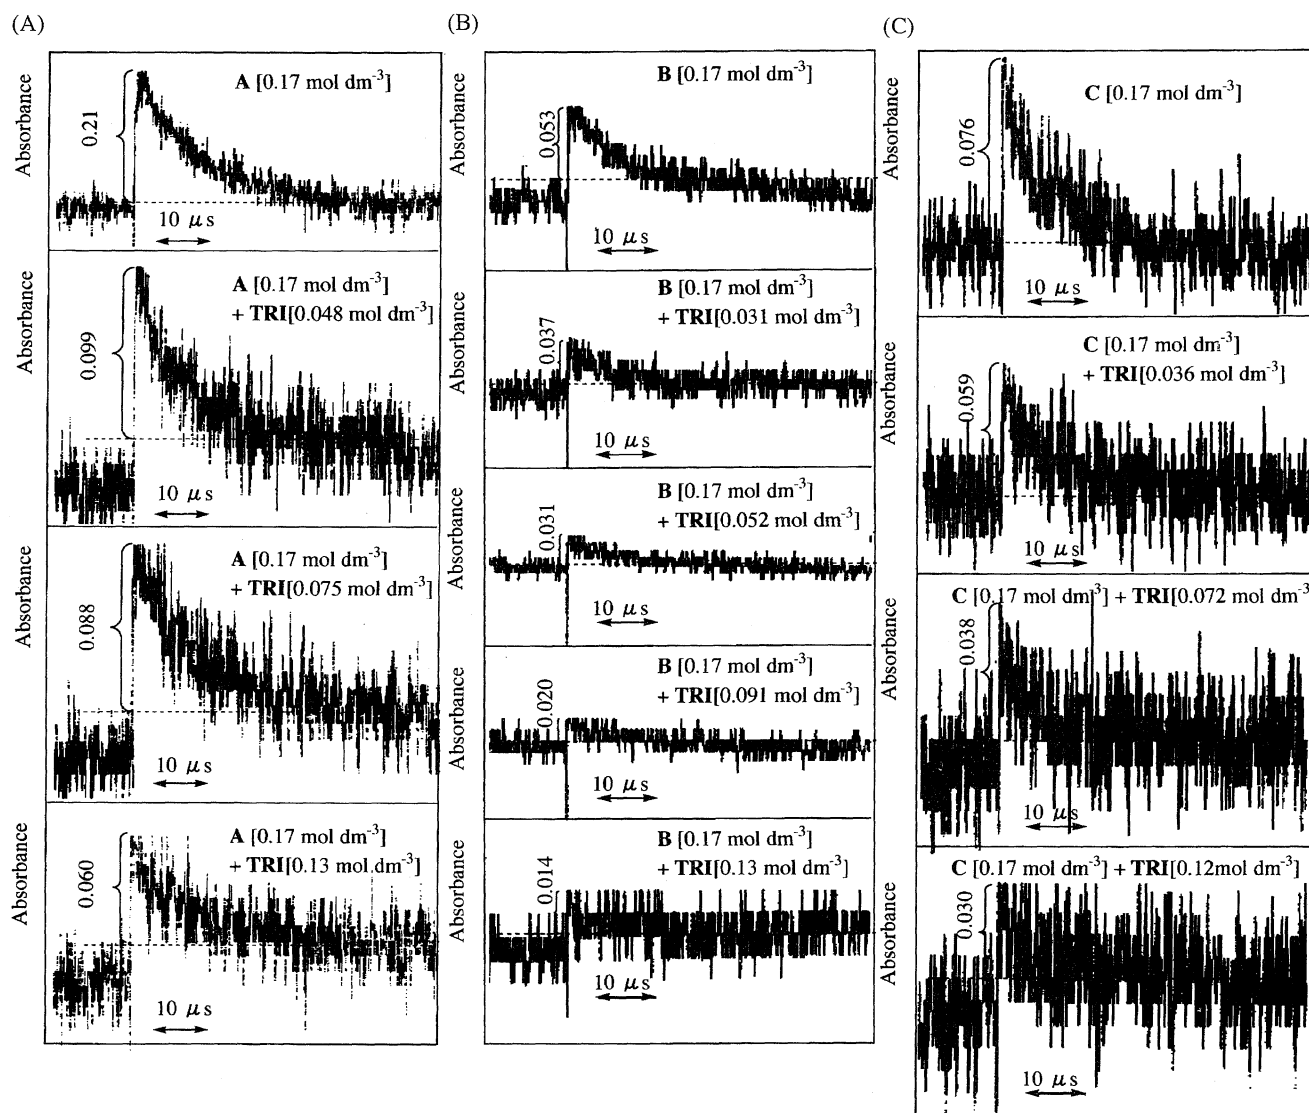 (A)
Absorbance
0.21
A [0.17 mol dm-3]
10 μs
Absorbance
0.099
A [0.17 mol dm-3]
+ TRI[0.048 mol dm-3]
10 μs
Absorbance
0.088
A [0.17 mol dm-3]
+ TRI[0.075 mol dm-3]
10 μs
Absorbance
0.060
A [0.17 mol dm-3]
+ TRI[0.13 mol dm-3]
10 μs
(B)
Absorbance
0.053
B [0.17 mol dm-3]
10 μs
Absorbance
0.037
B [0.17 mol dm-3]
+ TRI[0.031 mol dm-3]
10 μs
Absorbance
0.031
B [0.17 mol dm-3]
+ TRI[0.052 mol dm-3]
10 μs
Absorbance
0.020
B [0.17 mol dm-3]
+ TRI[0.091 mol dm-3]
10 μs
Absorbance
0.014
B [0.17 mol dm-3]
+ TRI[0.13 mol dm-3]
10 μs
(C)
Absorbance
0.076
C [0.17 mol dm-3]
10 μs
Absorbance
0.059
C [0.17 mol dm-3]
+ TRI[0.036 mol dm-3]
10 μs
Absorbance
0.038
C [0.17 mol dm-3] + TRI[0.072 mol dm-3]
10 μs
Absorbance
0.030
C [0.17 mol dm-3] + TRI[0.12mol dm-3]
10 μs